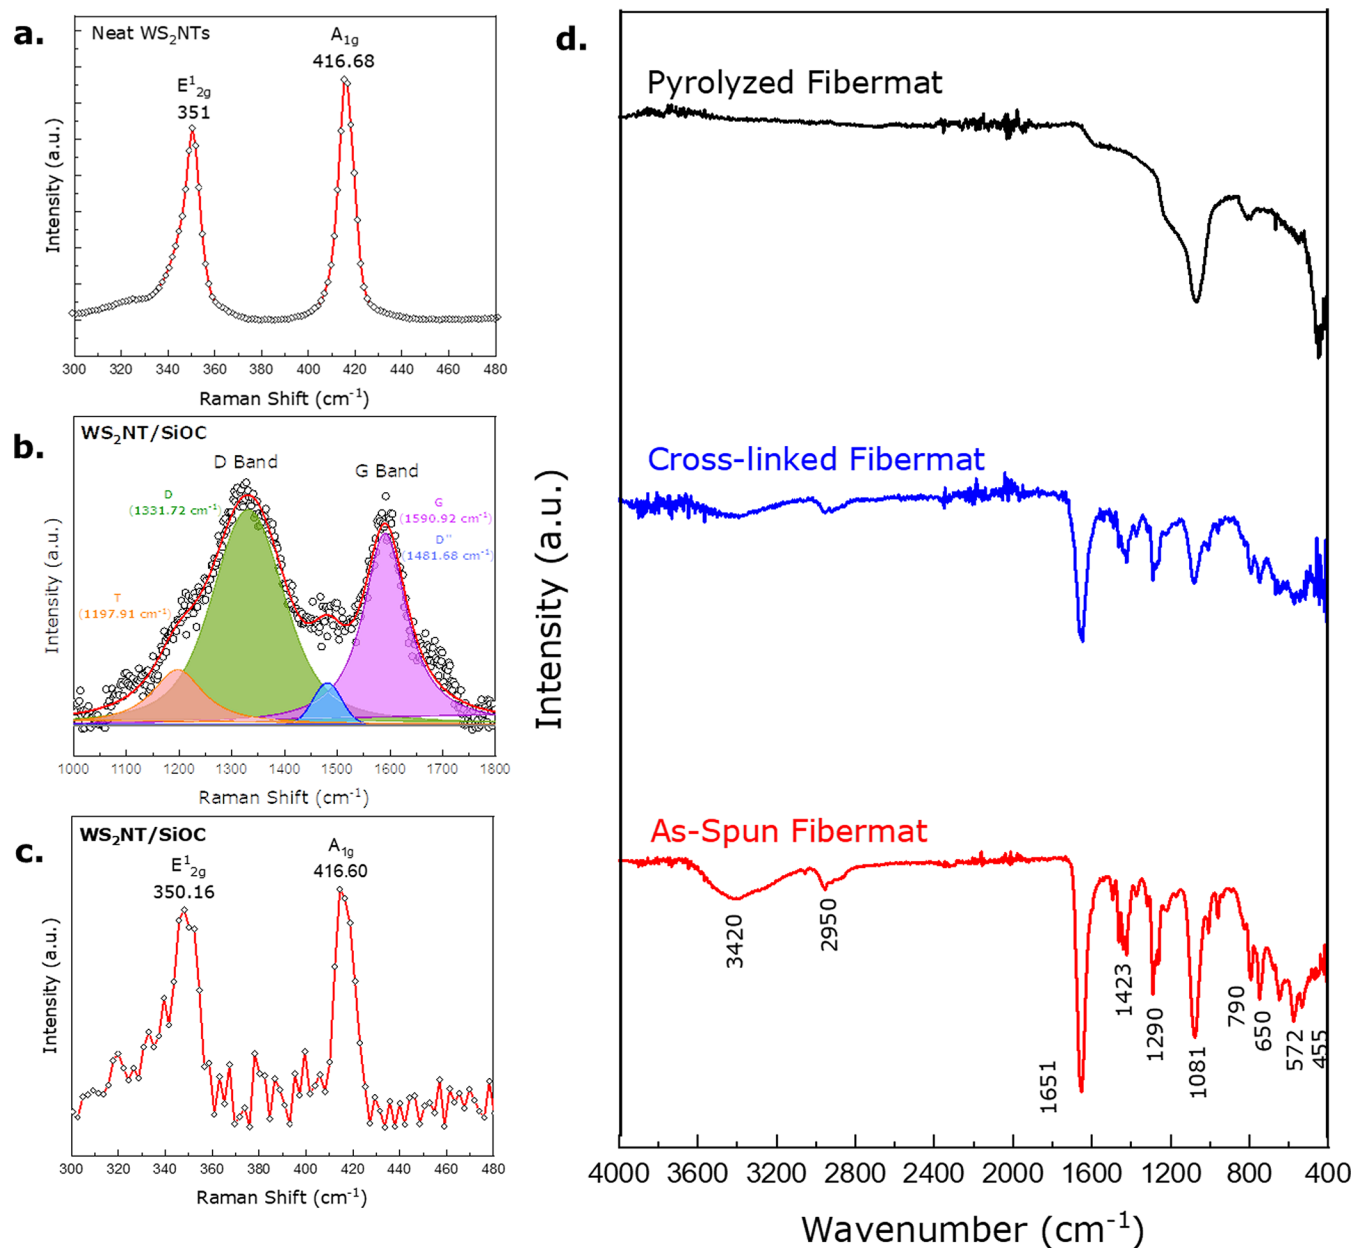 a.
Neat WS₂NTs
E¹₂g
351
A₁g
416.68
Intensity (a.u.)
300 320 340 360 380 400 420 440 460 480
Raman Shift (cm⁻¹)
b.
WS₂NT/SiOC
D Band
G Band
D
(1331.72 cm⁻¹)
G
(1590.92 cm⁻¹)
D"
(1481.68 cm⁻¹)
T
(1197.91 cm⁻¹)
Intensity (a.u.)
1000 1100 1200 1300 1400 1500 1600 1700 1800
Raman Shift (cm⁻¹)
c.
WS₂NT/SiOC
E¹₂g
350.16
A₁g
416.60
Intensity (a.u.)
300 320 340 360 380 400 420 440 460 480
Raman Shift (cm⁻¹)
d.
Pyrolyzed Fibermat
Cross-linked Fibermat
As-Spun Fibermat
3420
2950
1651
1423
1290
1081
790
650
572
455
Intensity (a.u.)
4000 3600 3200 2800 2400 2000 1600 1200 800 400
Wavenumber (cm⁻¹)